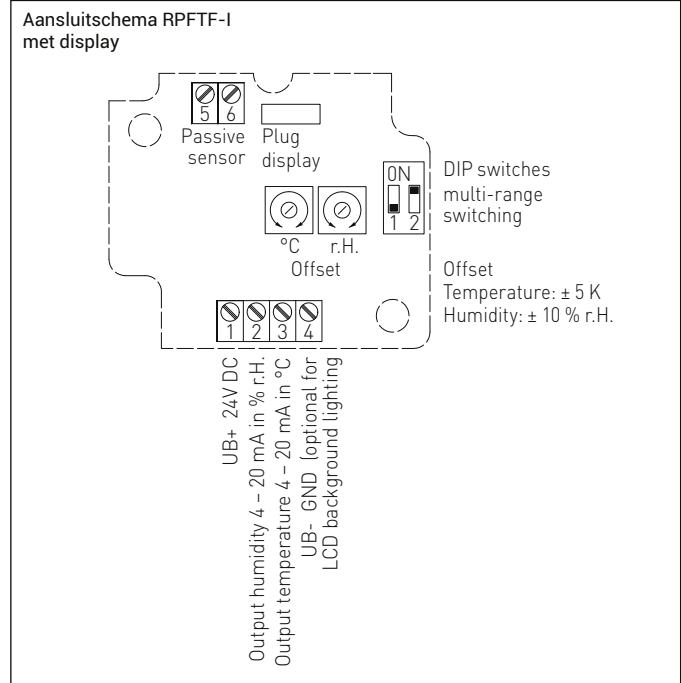 Aansluitschema RPFTF-I
met display
5 6
Passive
sensor
Plug
display
ON
1 2
DIP switches
multi-range
switching
°C
r.H.
Offset
Offset
Temperature: ± 5 K
Humidity: ± 10 % r.H.
1 2 3 4
UB+ 24V DC
Output humidity 4 – 20 mA in % r.H.
Output temperature 4 – 20 mA in °C
UB- GND (optional for
LCD background lighting